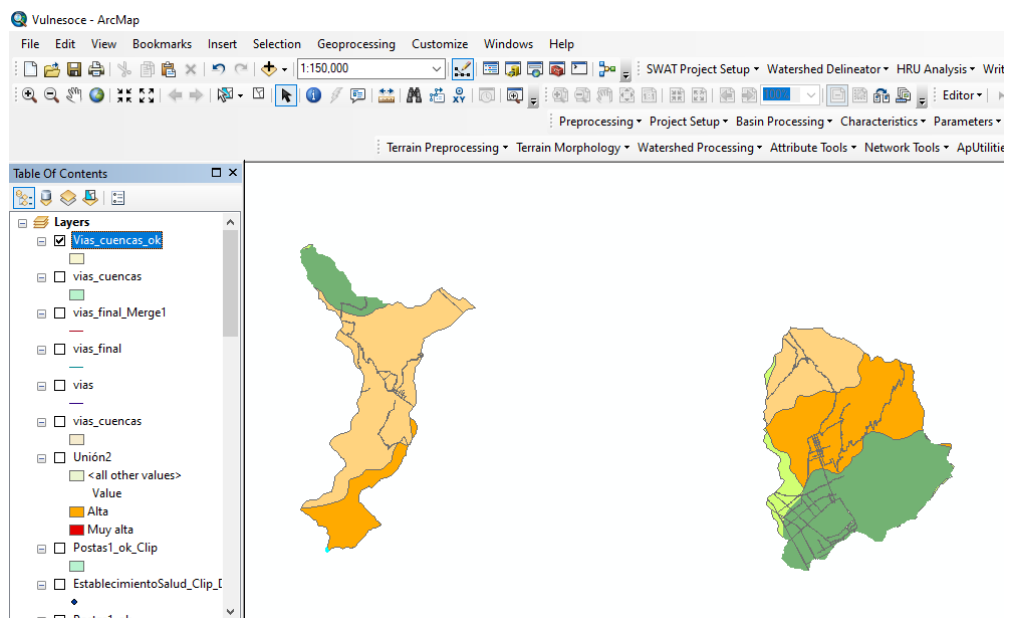 Vulnesoce - ArcMap
File Edit View Bookmarks Insert Selection Geoprocessing Customize Windows Help
1:150,000 SWAT Project Setup Watershed Delineator HRU Analysis Writ
100% Editor
Preprocessing Project Setup Basin Processing Characteristics Parameters
Terrain Preprocessing Terrain Morphology Watershed Processing Attribute Tools Network Tools ApUtilitie
Table Of Contents
Layers
Vias_cuencas_ok
vias_cuencas
vias_final_Merge1
vias_final
vias
vias_cuencas
Unión2
<all other values>
Value
Alta
Muy alta
Postas1_ok_Clip
EstablecimientoSalud_Clip_D